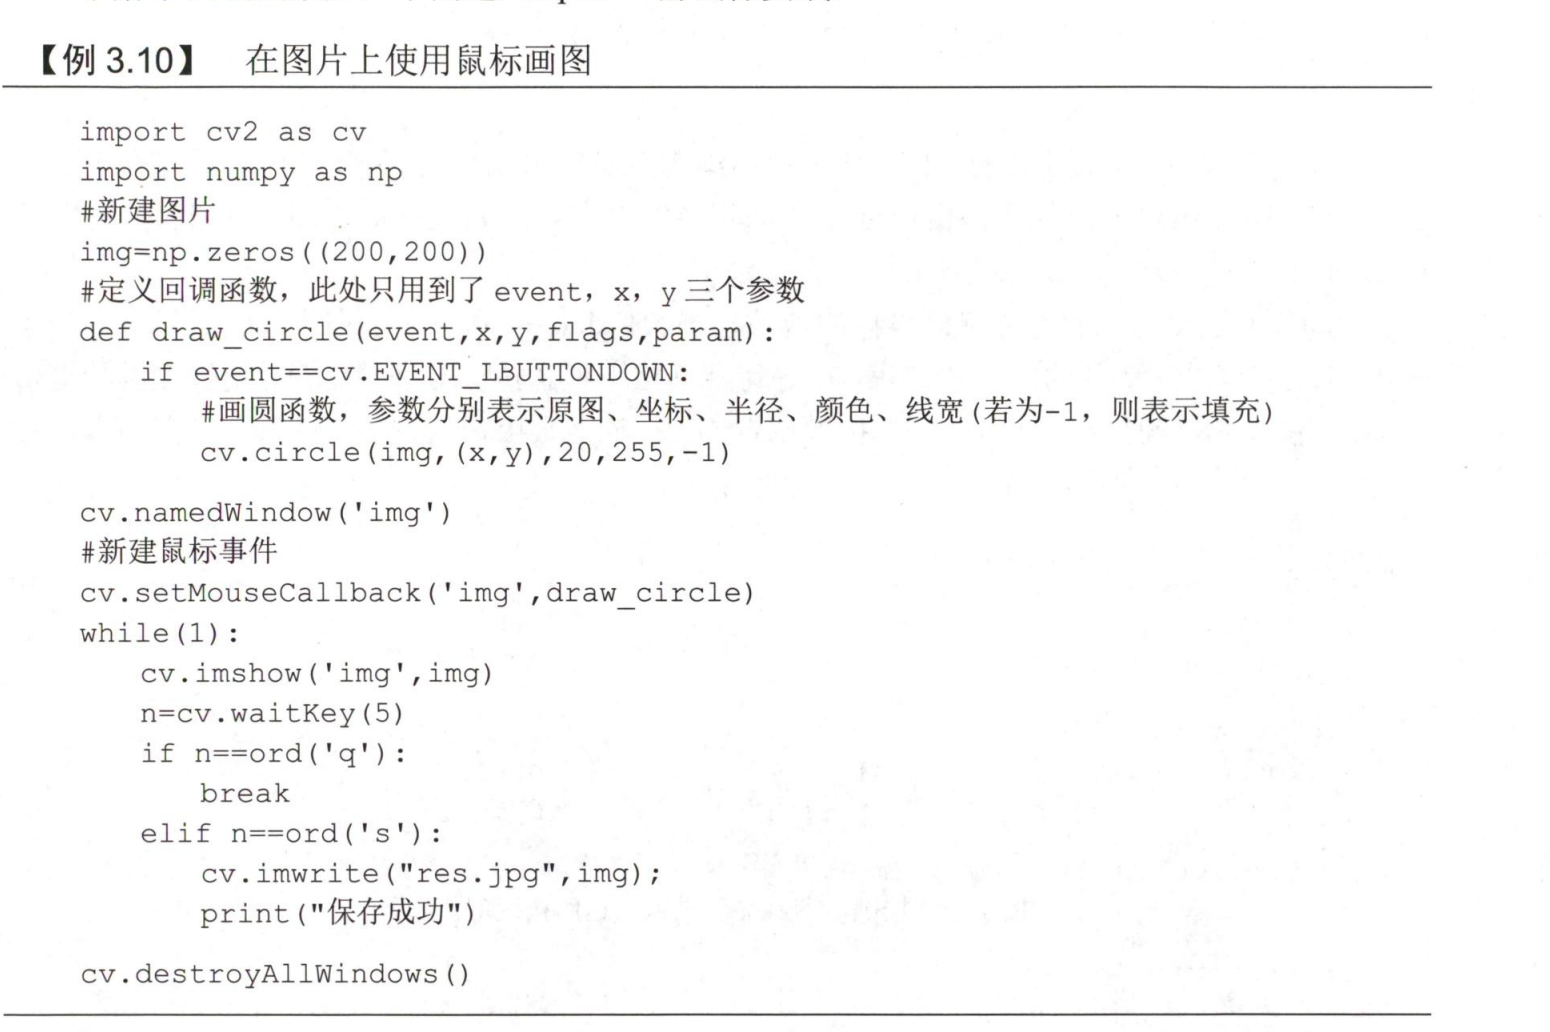 【例 3.10】 在图片上使用鼠标画图
import cv2 as cv
import numpy as np
#新建图片
img=np.zeros((200,200))
#定义回调函数，此处只用到了 event，x，y 三个参数
def draw_circle(event,x,y,flags,param):
    if event==cv.EVENT_LBUTTONDOWN:
        #画圆函数，参数分别表示原图、坐标、半径、颜色、线宽(若为-1，则表示填充)
        cv.circle(img,(x,y),20,255,-1)
cv.namedWindow('img')
#新建鼠标事件
cv.setMouseCallback('img',draw_circle)
while(1):
    cv.imshow('img',img)
    n=cv.waitKey(5)
    if n==ord('q'):
        break
    elif n==ord('s'):
        cv.imwrite("res.jpg",img);
        print("保存成功")
cv.destroyAllWindows()